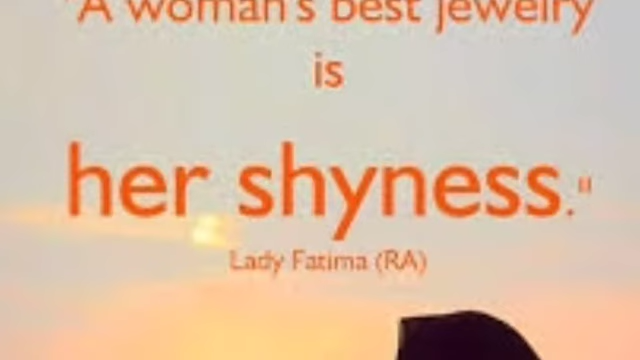 "A woman's best jewelry
is
her shyness."
Lady Fatima (RA)